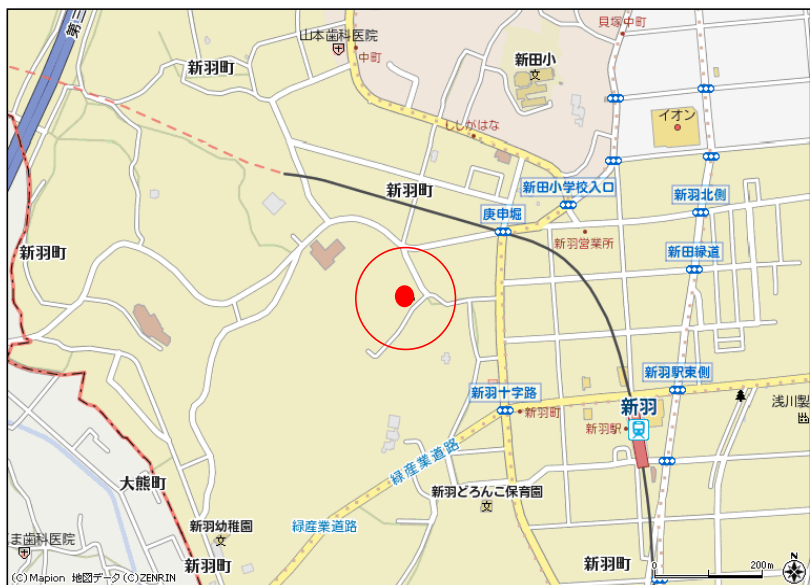 貝塚中町
山本歯科医院
中町
新田小
新羽町
イオン
ししがはな
新羽町
新田小学校入口
新羽北側
庚申堀
新羽営業所
新羽町
新田緑道
新羽駅東側
新羽十字路
新羽町
新羽
新羽駅
浅川製
緑産業道路
大熊町
新羽どろんこ保育園
新羽幼稚園
緑産業道路
ま歯科医院
新羽町
新羽町
N
0
200m
(C) Mapion 地図データ (C) ZENRIN